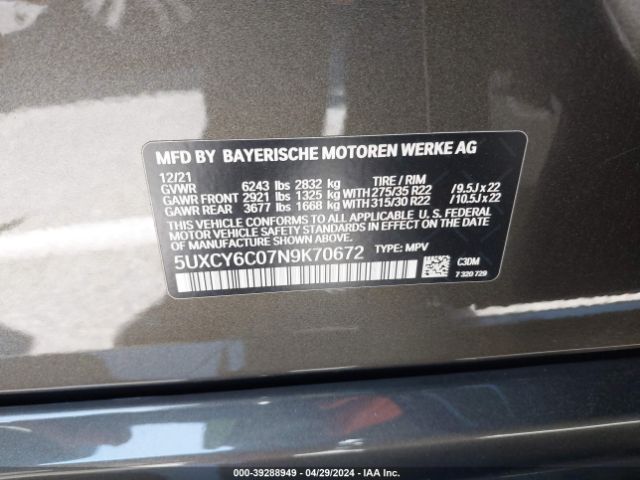 MFD BY BAYERISCHE MOTOREN WERKE AG
12/21 TIRE / RIM
GVWR 6243 lbs 2832 kg
GAWR FRONT 2921 lbs 1325 kg WITH 275/35 R22 /9.5J x 22
GAWR REAR 3677 lbs 1668 kg WITH 315/30 R22 /10.5J x 22
THIS VEHICLE CONFORMS TO ALL APPLICABLE U.S. FEDERAL
MOTOR VEHICLE SAFETY STANDARDS IN EFFECT ON THE DATE
OF MANUFACTURE SHOWN ABOVE.
5UXCY6C07N9K70672 TYPE: MPV
C3DM
7 320 729
000-39288949 | 04/29/2024 | IAA Inc.